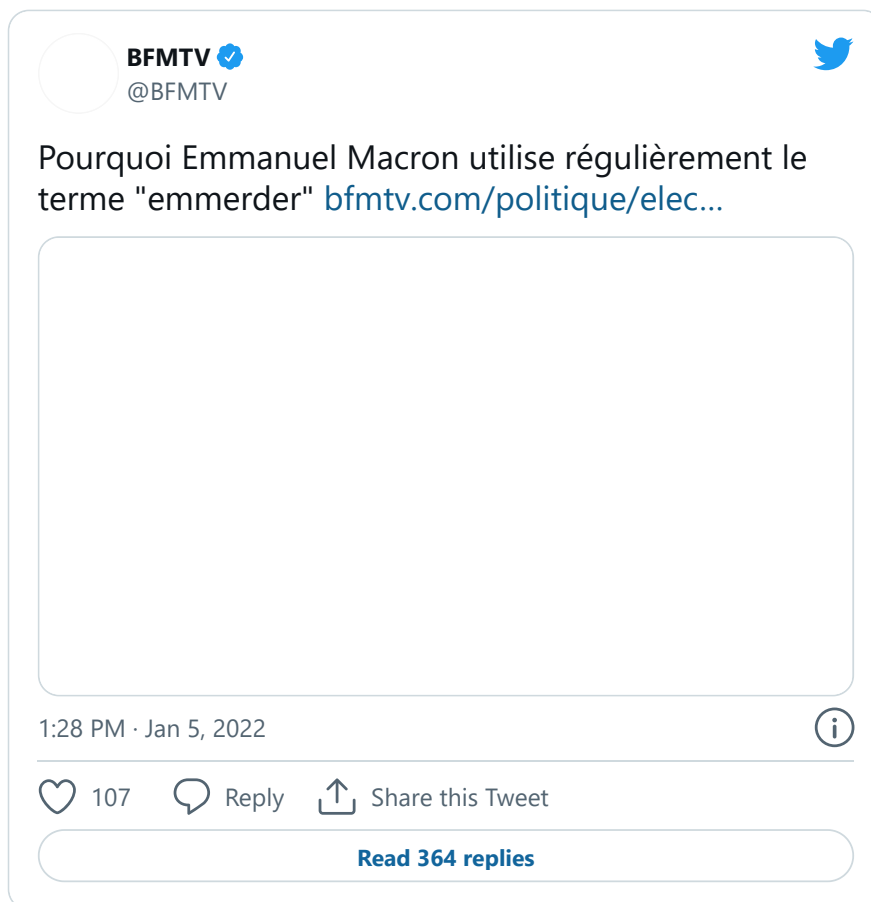 BFMTV
@BFMTV
Pourquoi Emmanuel Macron utilise régulièrement le
terme "emmerder" bfmtv.com/politique/elec...
1:28 PM · Jan 5, 2022
107 Reply Share this Tweet
Read 364 replies